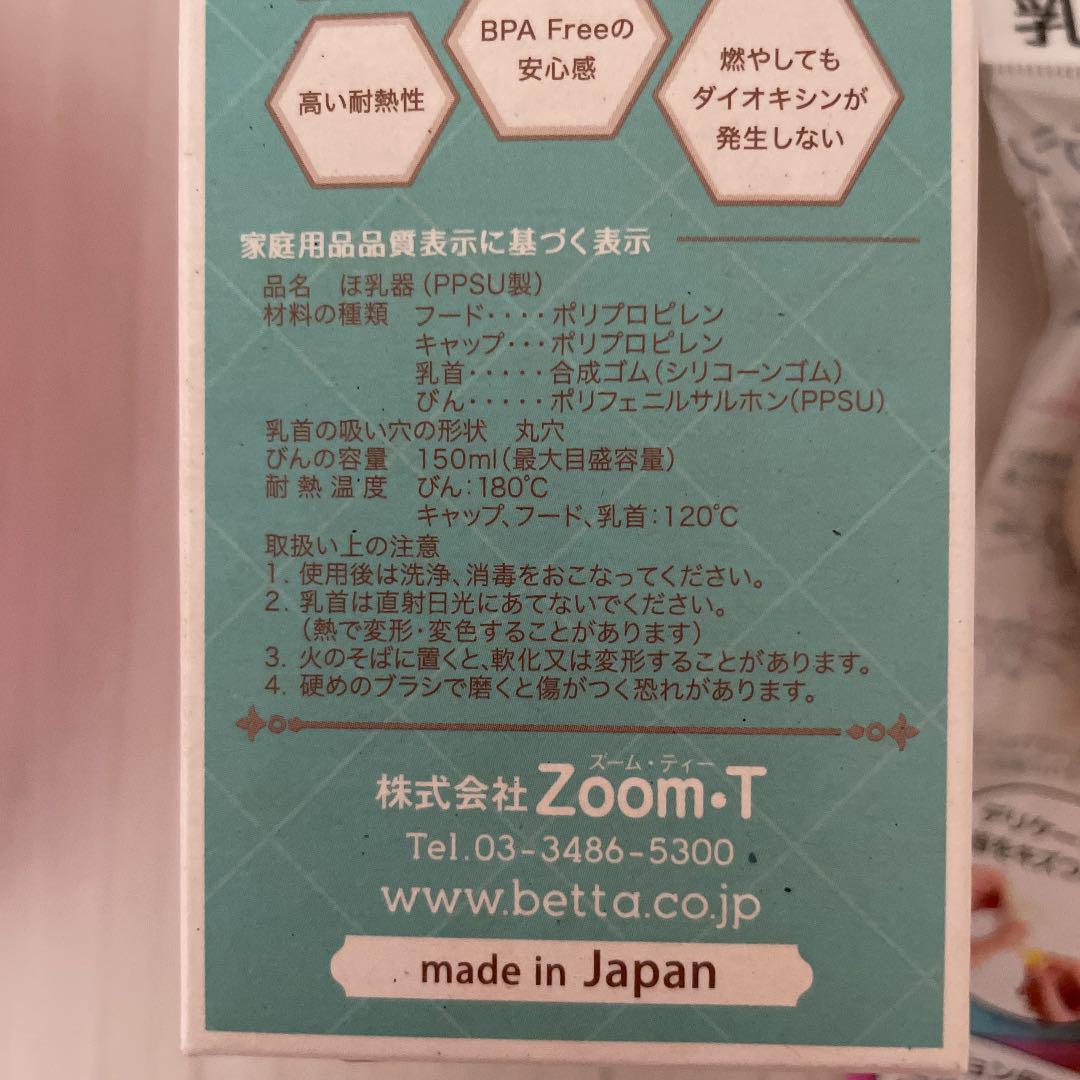 高い耐熱性
BPA Freeの
安心感
燃やしても
ダイオキシンが
発生しない
家庭用品品質表示に基づく表示
品名　ほ乳器(PPSU製)
材料の種類　フード････ポリプロピレン
キャップ･･･ポリプロピレン
乳首･････合成ゴム(シリコーンゴム)
びん･････ポリフェニルサルホン(PPSU)
乳首の吸い穴の形状　丸穴
びんの容量　150ml(最大目盛容量)
耐熱温度　びん:180℃
キャップ、フード、乳首:120℃
取扱い上の注意
1. 使用後は洗浄、消毒をおこなってください。
2. 乳首は直射日光にあてないでください。
(熱で変形・変色することがあります)
3. 火のそばに置くと、軟化又は変形することがあります。
4. 硬めのブラシで磨くと傷がつく恐れがあります。
ズーム・ティー
株式会社 Zoom・T
Tel.03-3486-5300
www.betta.co.jp
made in Japan
デリケー
をキズつ